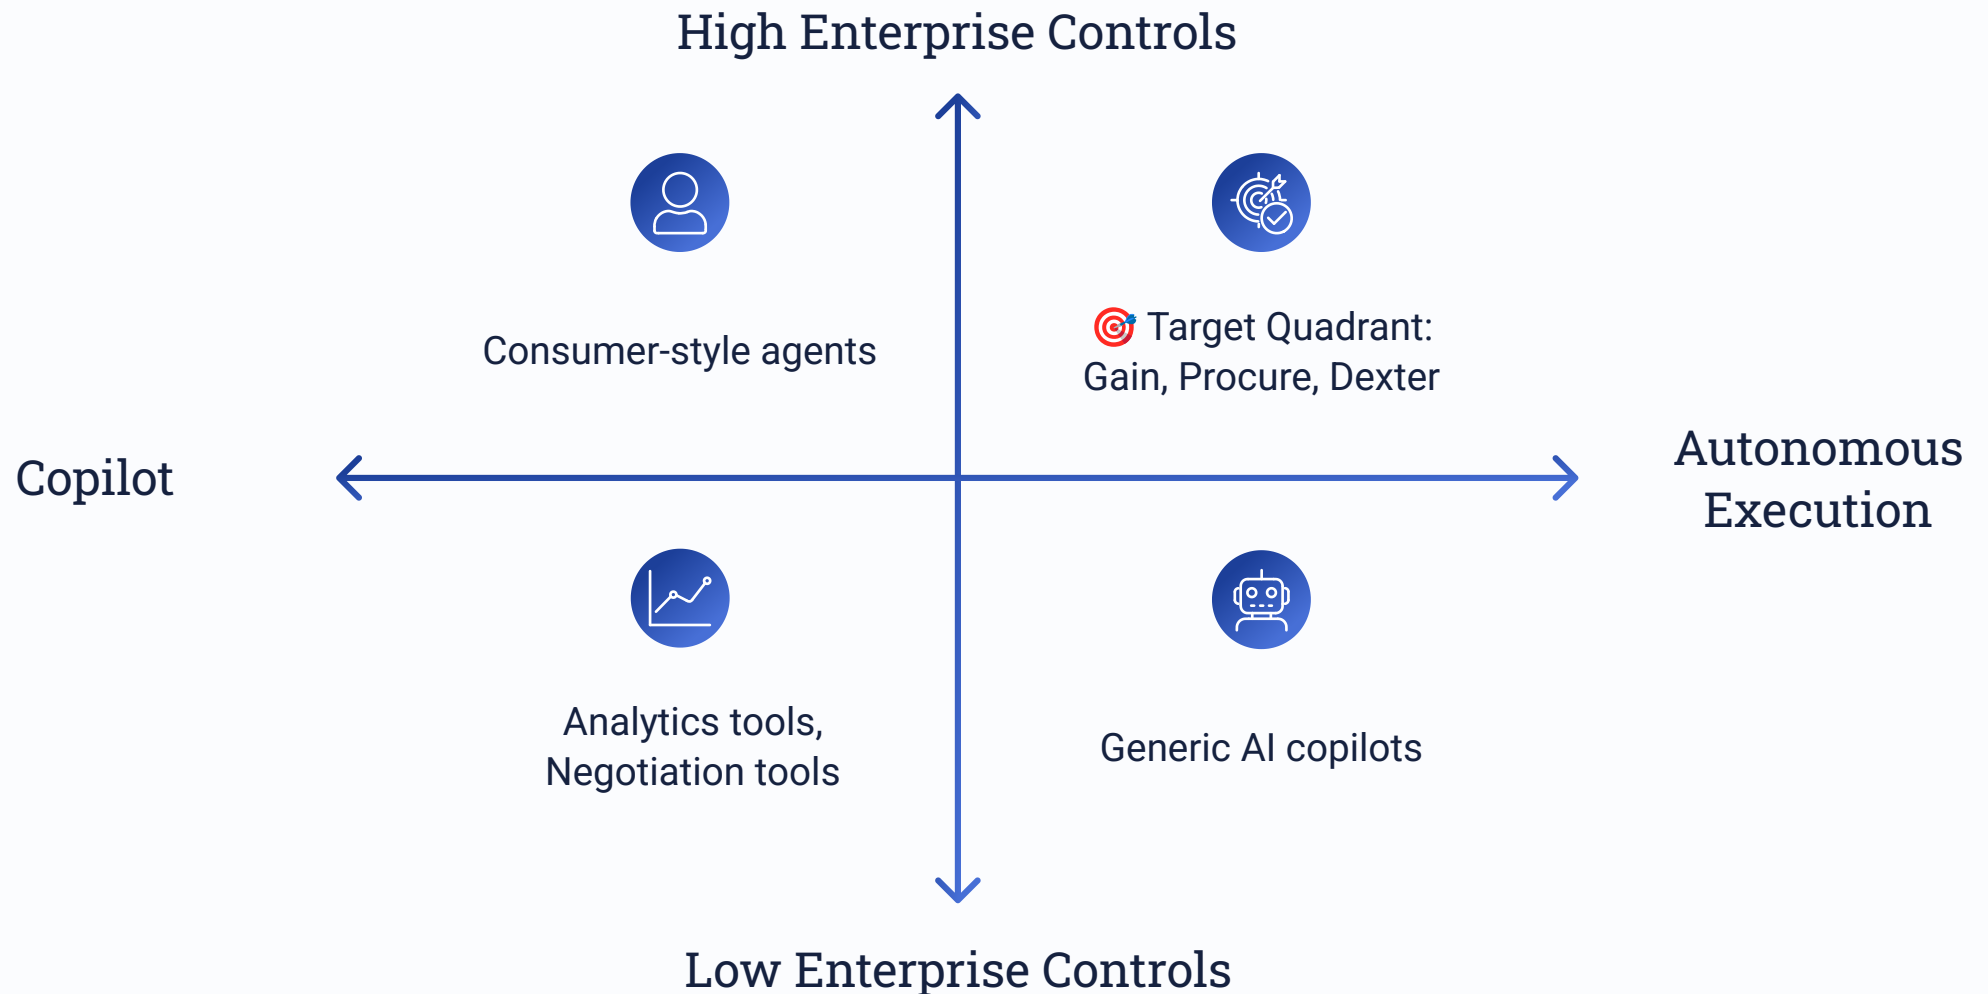 High Enterprise Controls
Consumer-style agents
🎯 Target Quadrant:
Gain, Procure, Dexter
Copilot
Autonomous
Execution
Analytics tools,
Negotiation tools
Generic AI copilots
Low Enterprise Controls